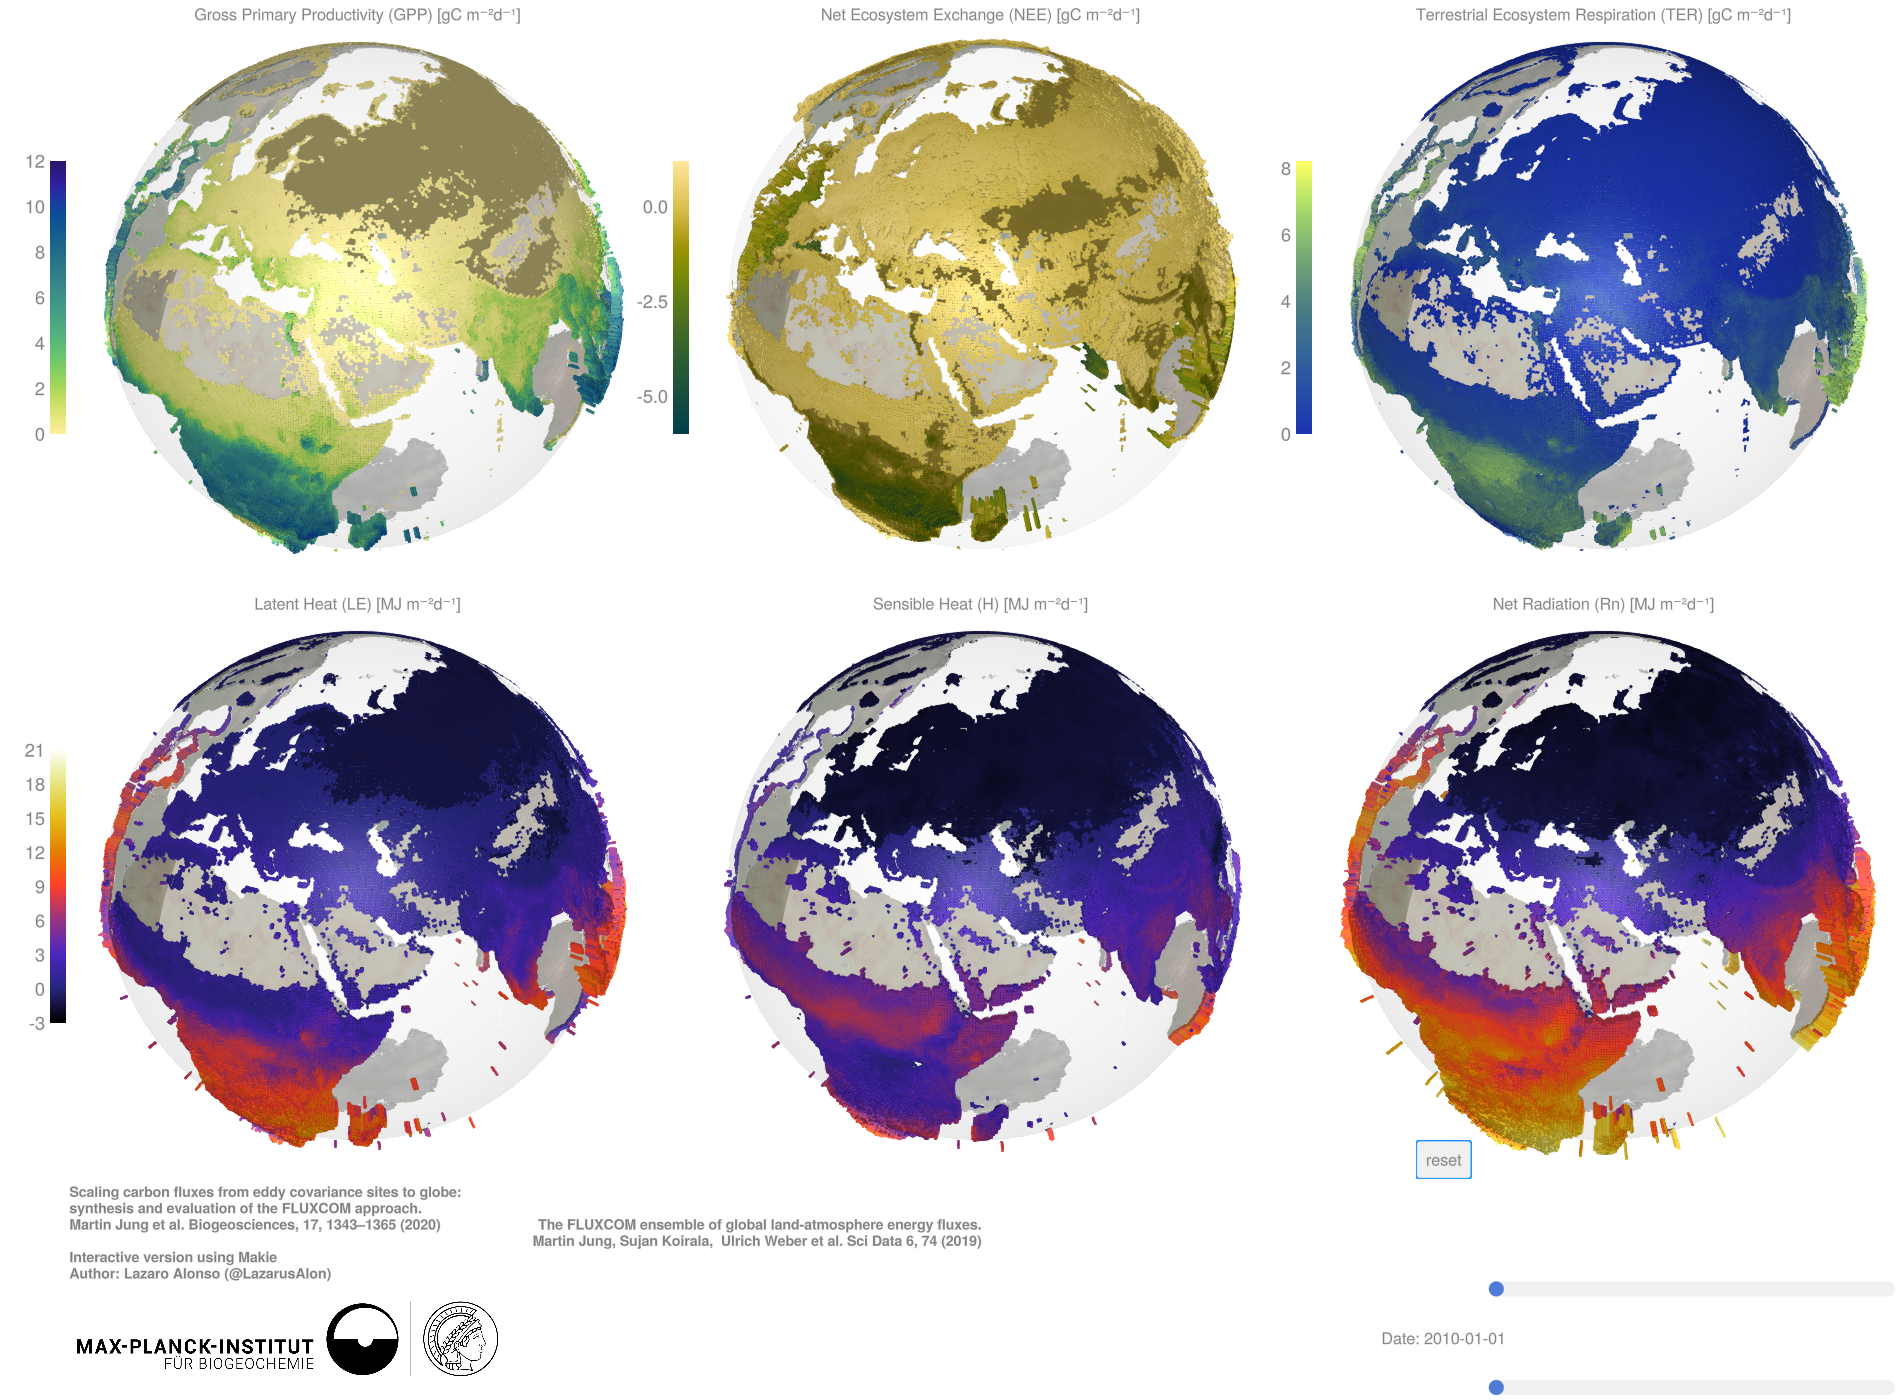 Gross Primary Productivity (GPP) [gC m⁻²d⁻¹]
Net Ecosystem Exchange (NEE) [gC m⁻²d⁻¹]
Terrestrial Ecosystem Respiration (TER) [gC m⁻²d⁻¹]
12
10
8
6
4
2
0
0.0
-2.5
-5.0
8
6
4
2
0
Latent Heat (LE) [MJ m⁻²d⁻¹]
Sensible Heat (H) [MJ m⁻²d⁻¹]
Net Radiation (Rn) [MJ m⁻²d⁻¹]
21
18
15
12
9
6
3
0
-3
reset
Scaling carbon fluxes from eddy covariance sites to globe:
synthesis and evaluation of the FLUXCOM approach.
Martin Jung et al. Biogeosciences, 17, 1343–1365 (2020)
The FLUXCOM ensemble of global land-atmosphere energy fluxes.
Martin Jung, Sujan Koirala, Ulrich Weber et al. Sci Data 6, 74 (2019)
Interactive version using Makie
Author: Lazaro Alonso (@LazarusAlon)
MAX-PLANCK-INSTITUT
FÜR BIOGEOCHEMIE
Date: 2010-01-01